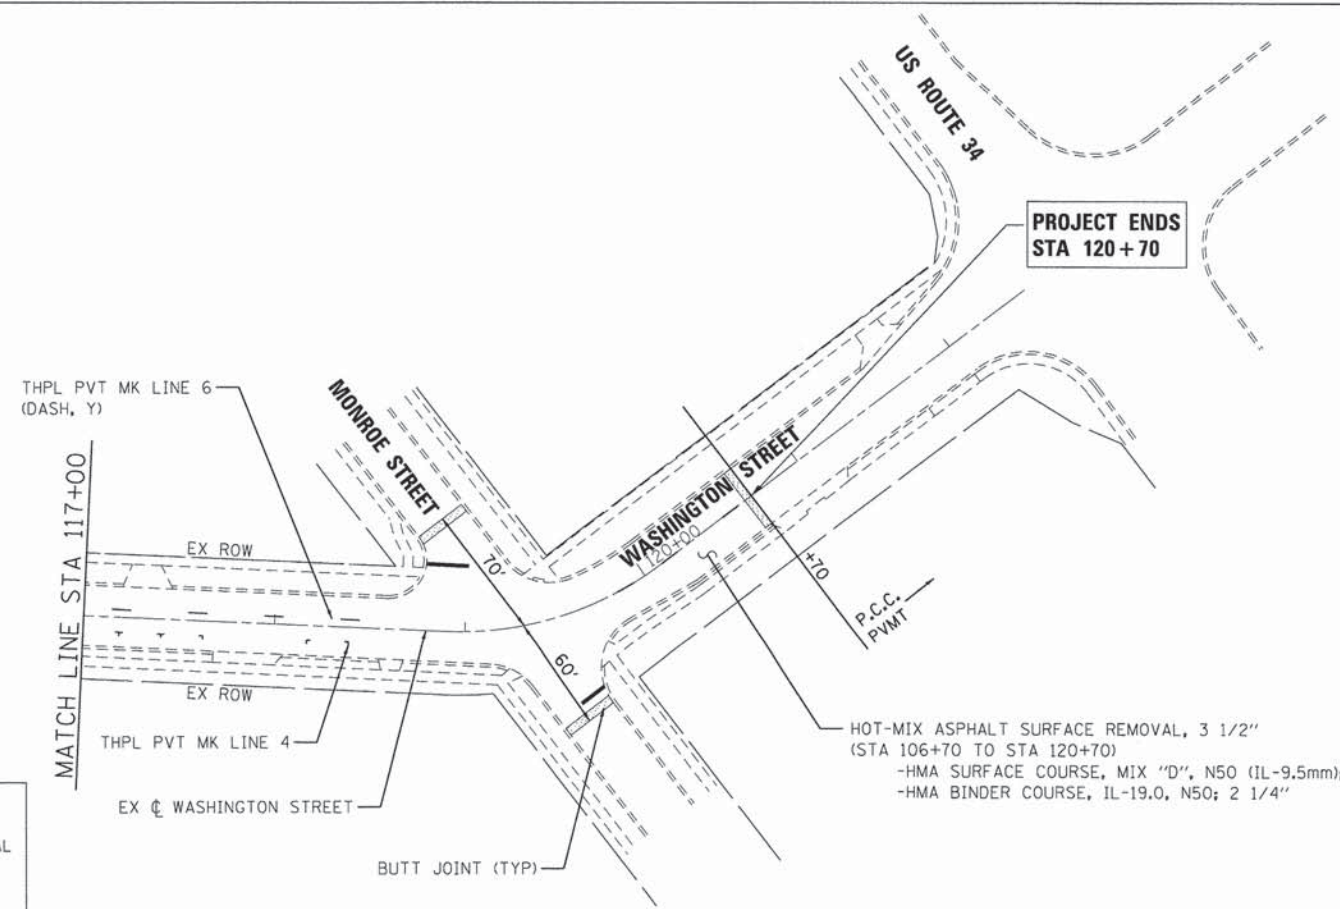 US ROUTE 34
PROJECT ENDS
STA 120+70
THPL PVT MK LINE 6
(DASH, Y)
MONROE STREET
MATCH LINE STA 117+00
EX ROW
70'
WASHINGTON STREET
120+00
+70
P.C.C.
PVMT
60'
EX ROW
THPL PVT MK LINE 4
EX ℄ WASHINGTON STREET
BUTT JOINT (TYP)
HOT-MIX ASPHALT SURFACE REMOVAL, 3 1/2"
(STA 106+70 TO STA 120+70)
-HMA SURFACE COURSE, MIX "D", N50 (IL-9.5mm);
-HMA BINDER COURSE, IL-19.0, N50; 2 1/4"